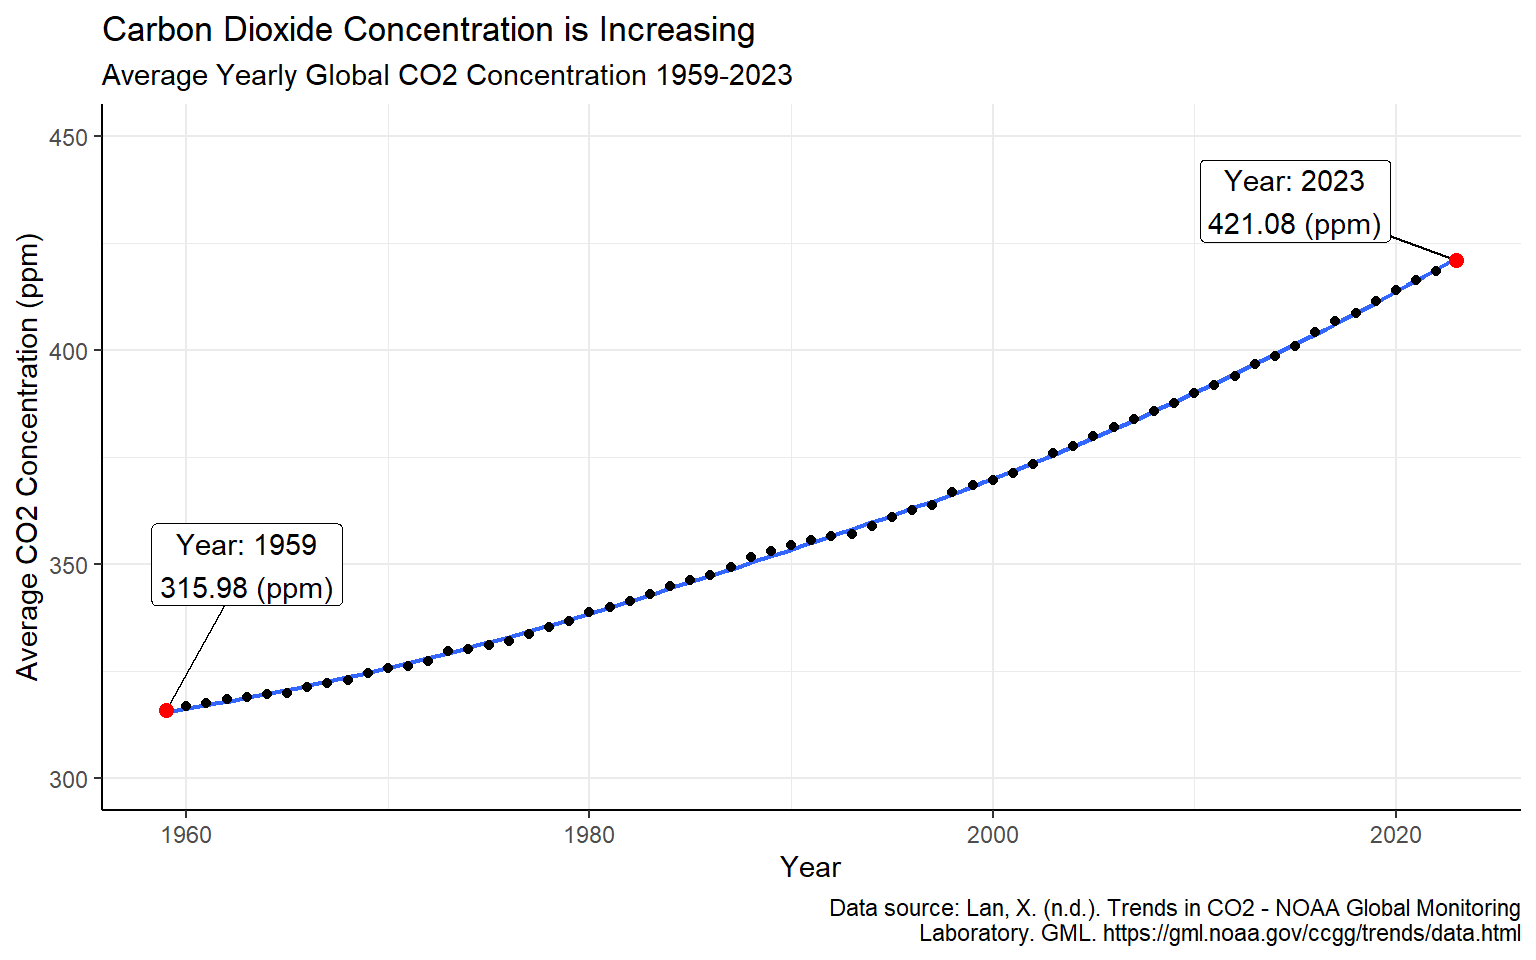 Carbon Dioxide Concentration is Increasing
Average Yearly Global CO2 Concentration 1959-2023
Average CO2 Concentration (ppm)
450
400
350
300
Year: 2023
421.08 (ppm)
Year: 1959
315.98 (ppm)
1960 1980 2000 2020
Year
Data source: Lan, X. (n.d.). Trends in CO2 - NOAA Global Monitoring
Laboratory. GML. https://gml.noaa.gov/ccgg/trends/data.html